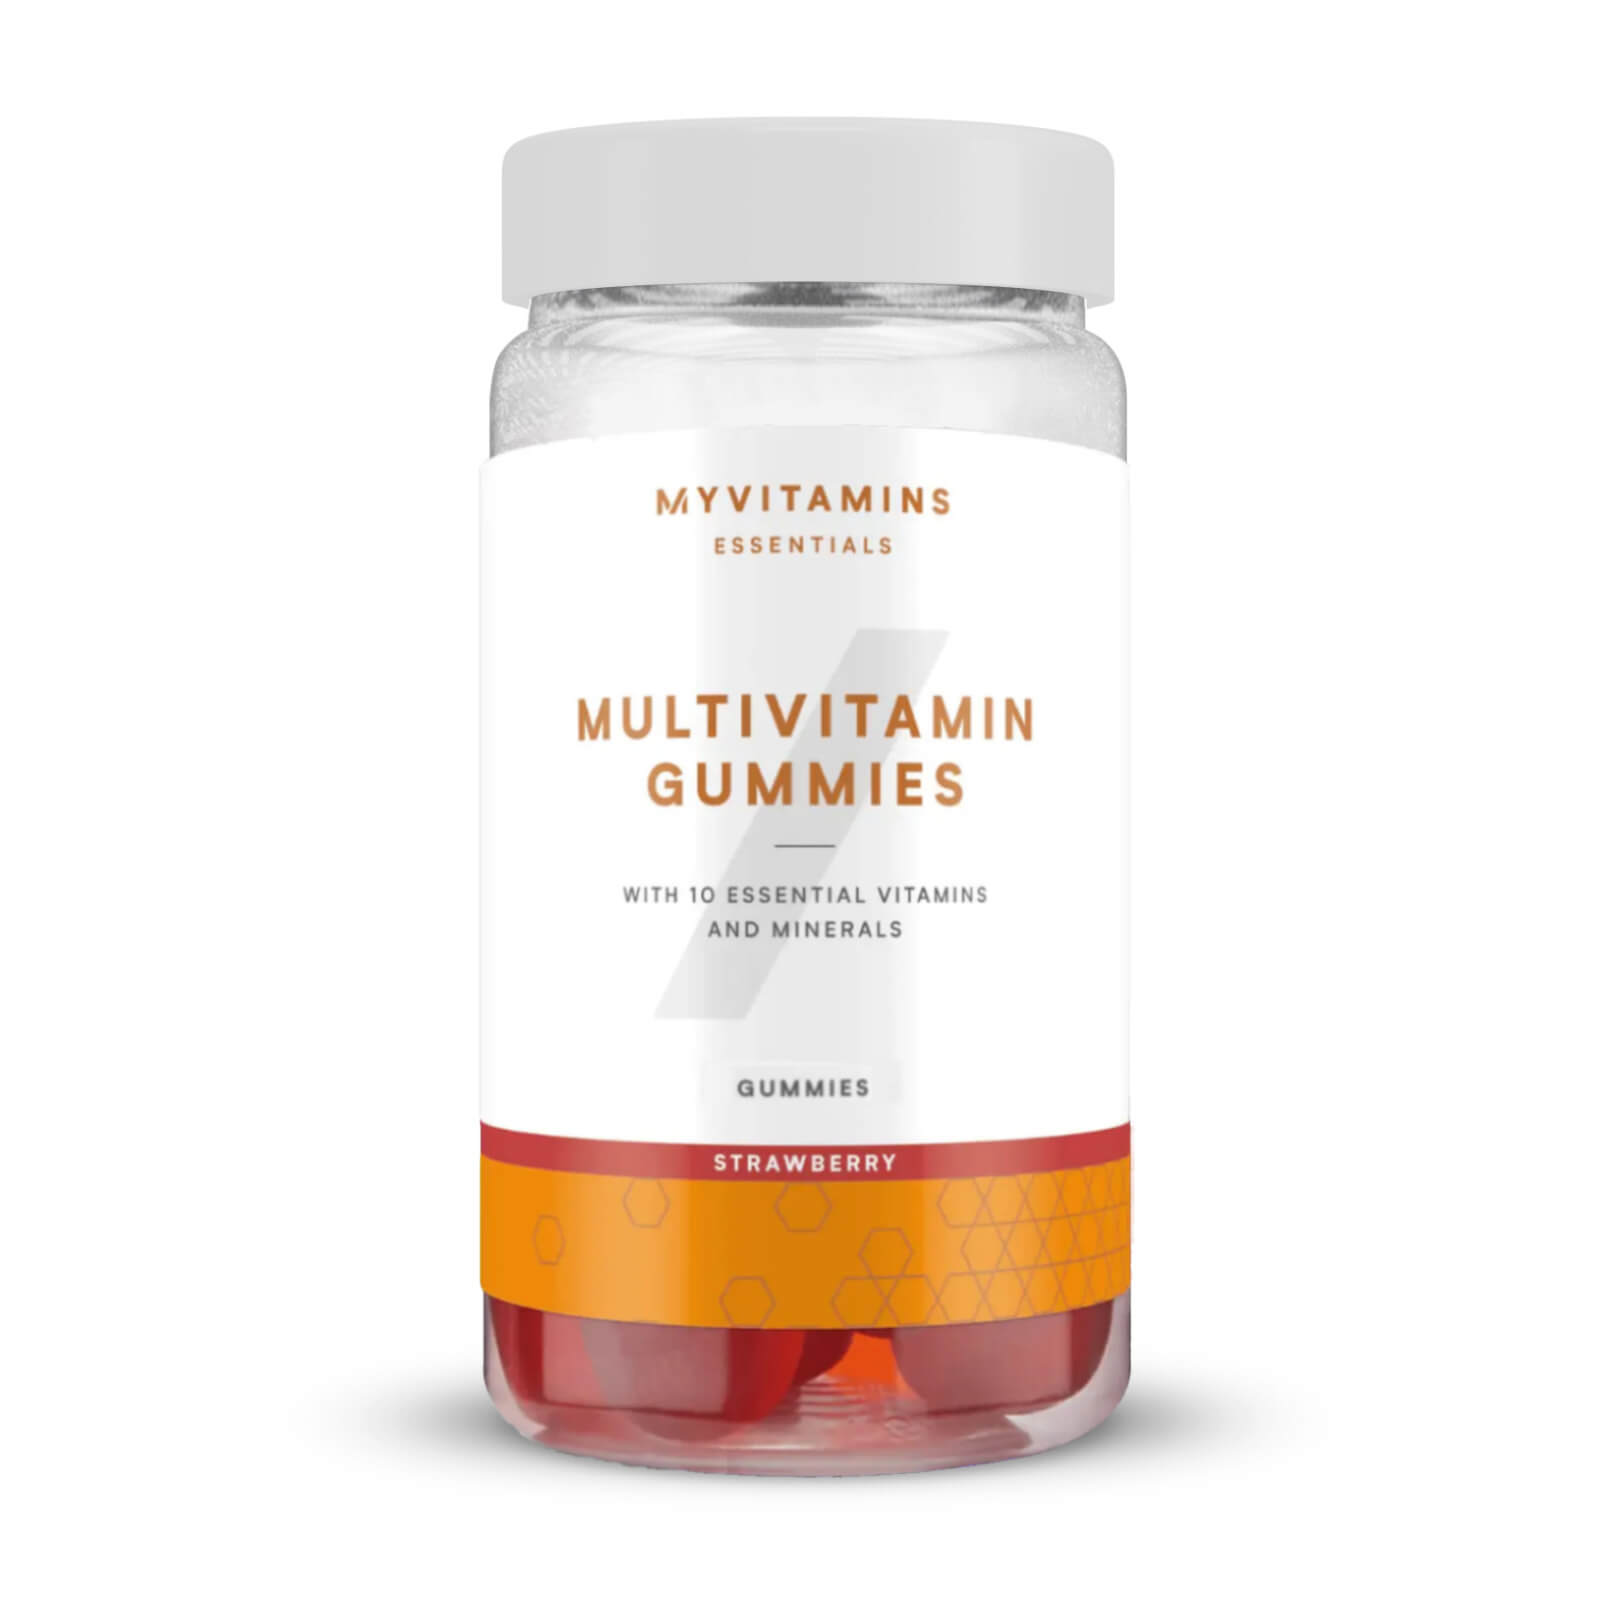 MYVITAMINS
ESSENTIALS
MULTIVITAMIN
GUMMIES
WITH 10 ESSENTIAL VITAMINS
AND MINERALS
GUMMIES
STRAWBERRY